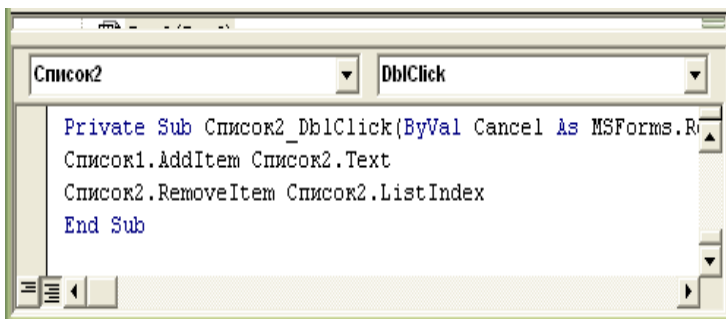 Список2 DblClick
Private Sub Список2_DblClick(ByVal Cancel As MSForms.Re
Список1.AddItem Список2.Text
Список2.RemoveItem Список2.ListIndex
End Sub